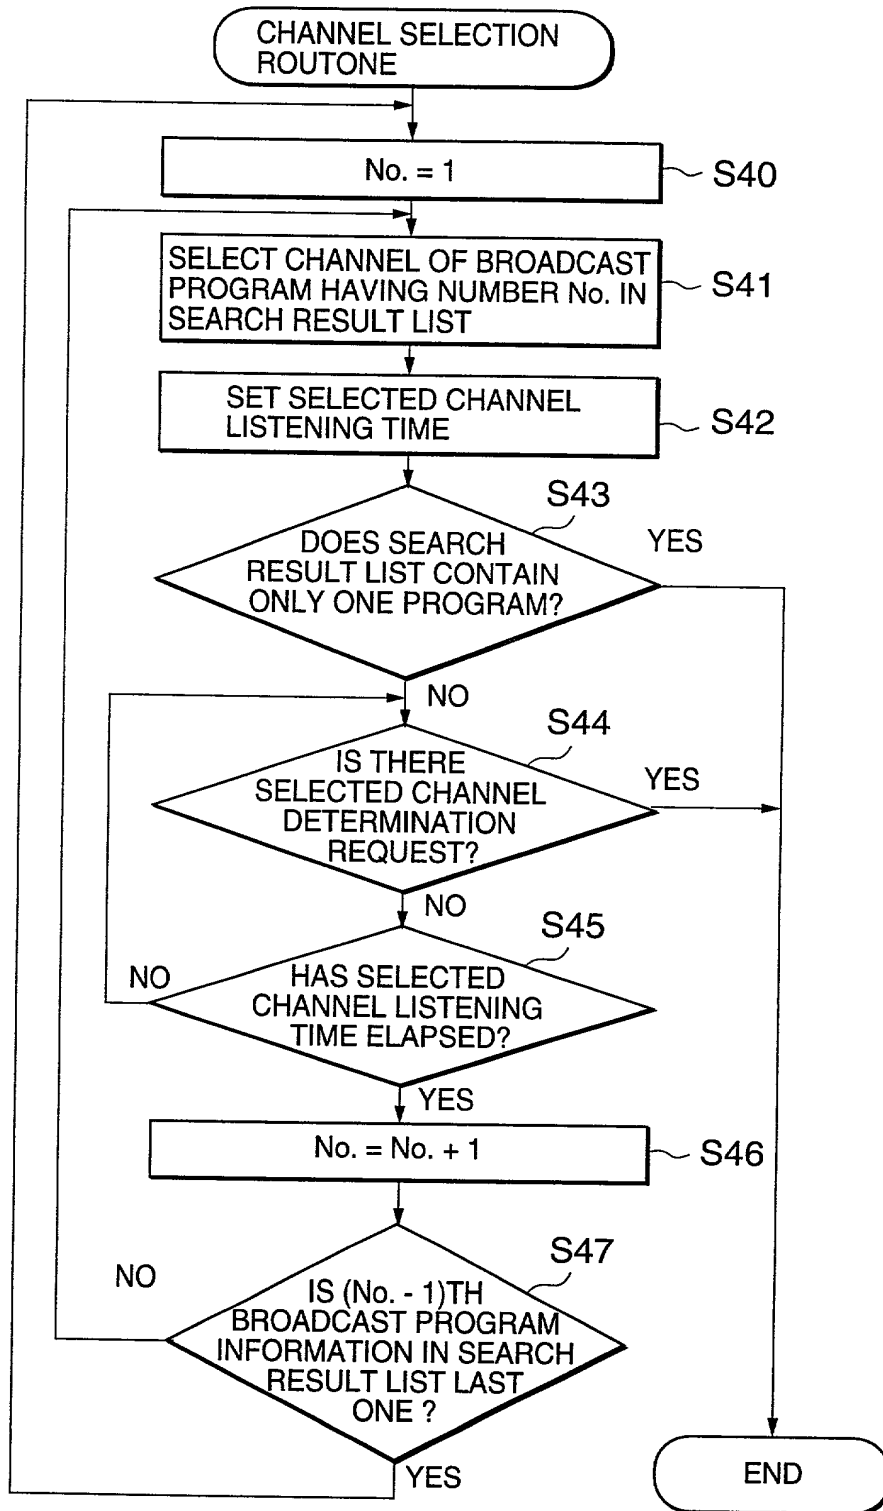 CHANNEL SELECTION
ROUTONE
No. = 1
S40
SELECT CHANNEL OF BROADCAST
PROGRAM HAVING NUMBER No. IN
SEARCH RESULT LIST
S41
SET SELECTED CHANNEL
LISTENING TIME
S42
S43
DOES SEARCH
RESULT LIST CONTAIN
ONLY ONE PROGRAM?
YES
NO
S44
IS THERE
SELECTED CHANNEL
DETERMINATION
REQUEST?
YES
NO
S45
HAS SELECTED
CHANNEL LISTENING
TIME ELAPSED?
NO
YES
No. = No. + 1
S46
S47
IS (No. - 1)TH
BROADCAST PROGRAM
INFORMATION IN SEARCH
RESULT LIST LAST
ONE ?
NO
YES
END